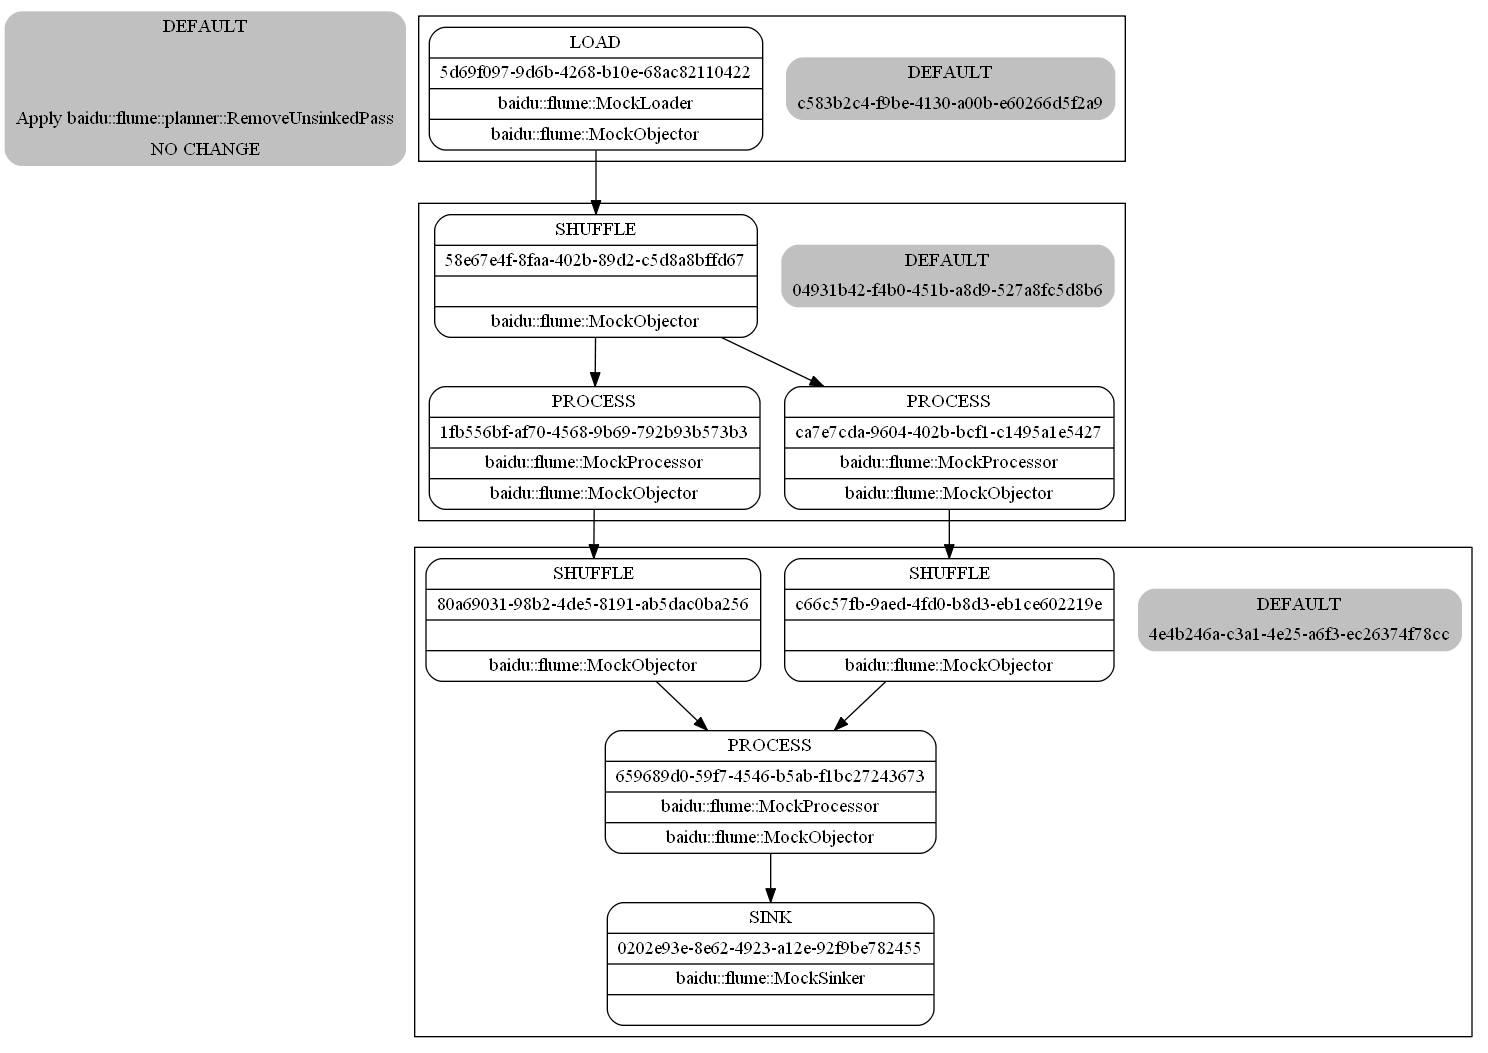 DEFAULT
Apply baidu::flume::planner::RemoveUnsinkedPass
NO CHANGE
LOAD
5d69f097-9d6b-4268-b10e-68ac82110422
baidu::flume::MockLoader
baidu::flume::MockObjector
DEFAULT
c583b2c4-f9be-4130-a00b-e60266d5f2a9
SHUFFLE
58e67e4f-8faa-402b-89d2-c5d8a8bffd67
baidu::flume::MockObjector
DEFAULT
04931b42-f4b0-451b-a8d9-527a8fc5d8b6
PROCESS
1fb556bf-af70-4568-9b69-792b93b573b3
baidu::flume::MockProcessor
baidu::flume::MockObjector
PROCESS
ca7e7cda-9604-402b-bcf1-c1495a1e5427
baidu::flume::MockProcessor
baidu::flume::MockObjector
SHUFFLE
80a69031-98b2-4de5-8191-ab5dac0ba256
baidu::flume::MockObjector
SHUFFLE
c66c57fb-9aed-4fd0-b8d3-eb1ce602219e
baidu::flume::MockObjector
DEFAULT
4e4b246a-c3a1-4e25-a6f3-ec26374f78cc
PROCESS
659689d0-59f7-4546-b5ab-f1bc27243673
baidu::flume::MockProcessor
baidu::flume::MockObjector
SINK
0202e93e-8e62-4923-a12e-92f9be782455
baidu::flume::MockSinker